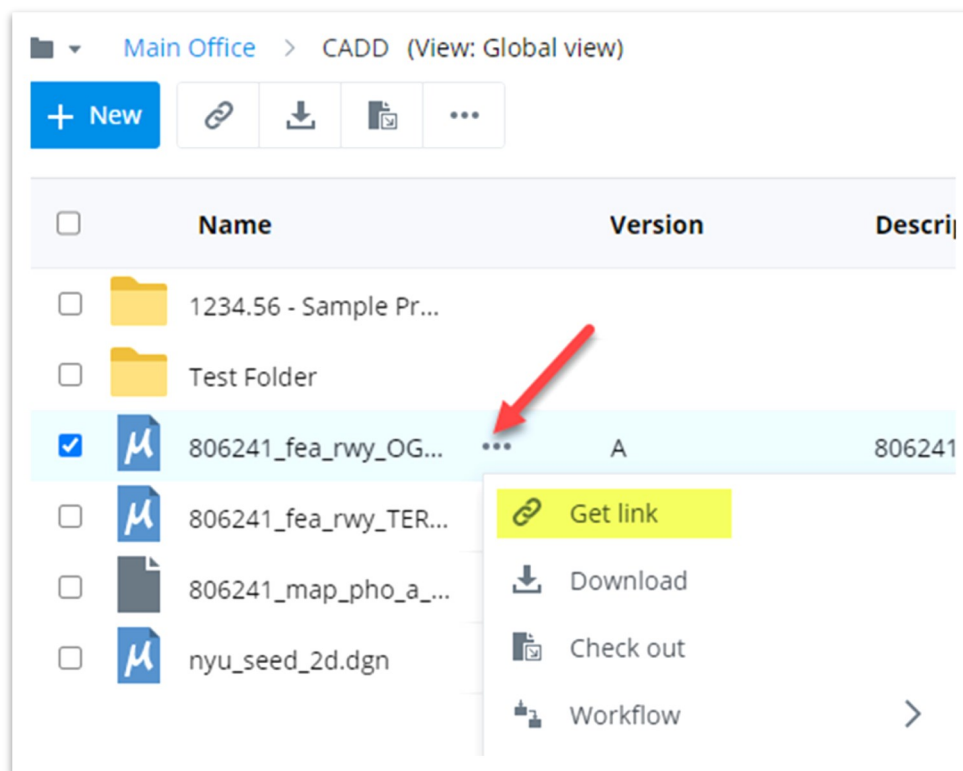 Main Office > CADD (View: Global view)
+ New
Name Version Descrip
1234.56 - Sample Pr...
Test Folder
806241_fea_rwy_OG... ... A 806241
Get link
806241_fea_rwy_TER...
Download
806241_map_pho_a_...
Check out
nyu_seed_2d.dgn
Workflow